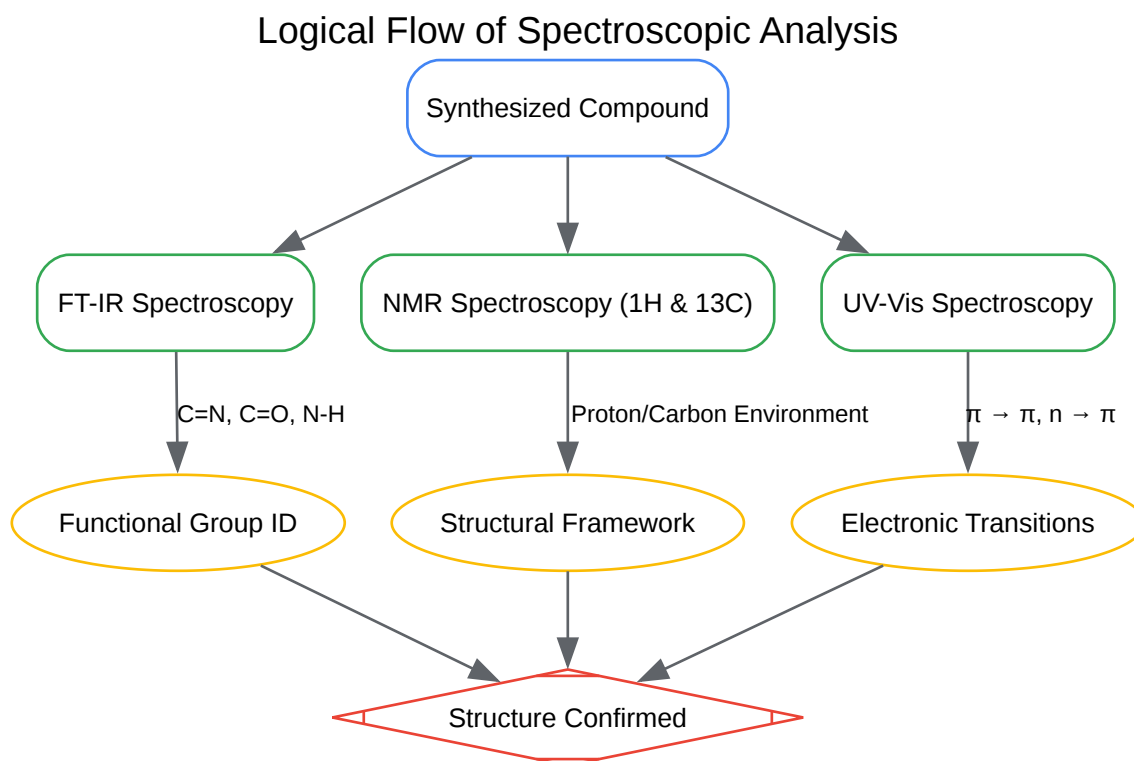 Logical Flow of Spectroscopic Analysis
Synthesized Compound
FT-IR Spectroscopy
NMR Spectroscopy (1H & 13C)
UV-Vis Spectroscopy
C=N, C=O, N-H
Proton/Carbon Environment
π → π, n → π
Functional Group ID
Structural Framework
Electronic Transitions
Structure Confirmed